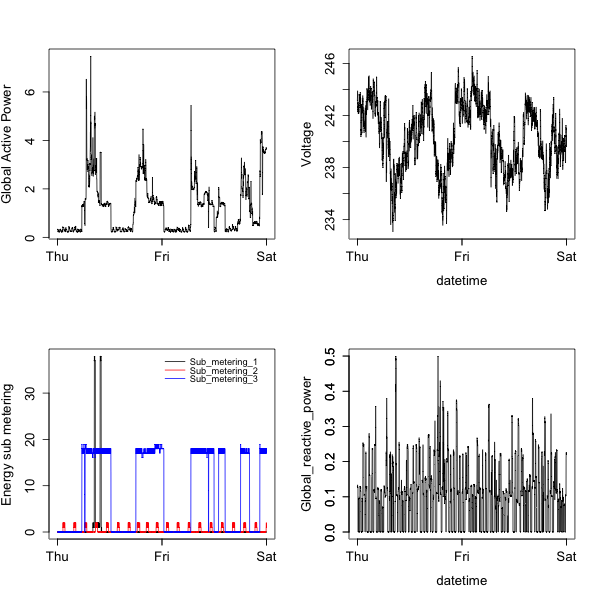 Global Active Power
0 2 4 6
Thu Fri Sat
Voltage
234 238 242 246
Thu Fri Sat
datetime
Energy sub metering
0 10 20 30
Sub_metering_1
Sub_metering_2
Sub_metering_3
Thu Fri Sat
Global_reactive_power
0.0 0.1 0.2 0.3 0.4 0.5
Thu Fri Sat
datetime